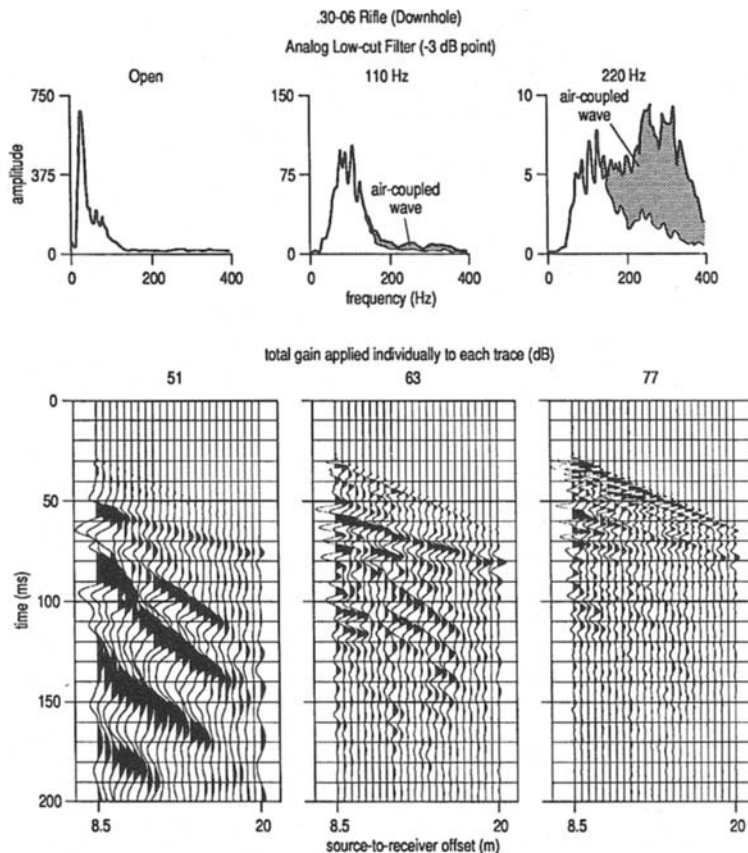 .30-06 Rifle (Downhole)
Analog Low-cut Filter (-3 dB point)
Open 110 Hz 220 Hz
750 150 10
air-coupled
wave
amplitude
375 75 5
air-coupled
wave
0 0 0
0 200 400 0 200 400 0 200 400
frequency (Hz)
total gain applied individually to each trace (dB)
51 63 77
0
50
time (ms)
100
150
200
8.5 20 8.5 20 8.5 20
source-to-receiver offset (m)